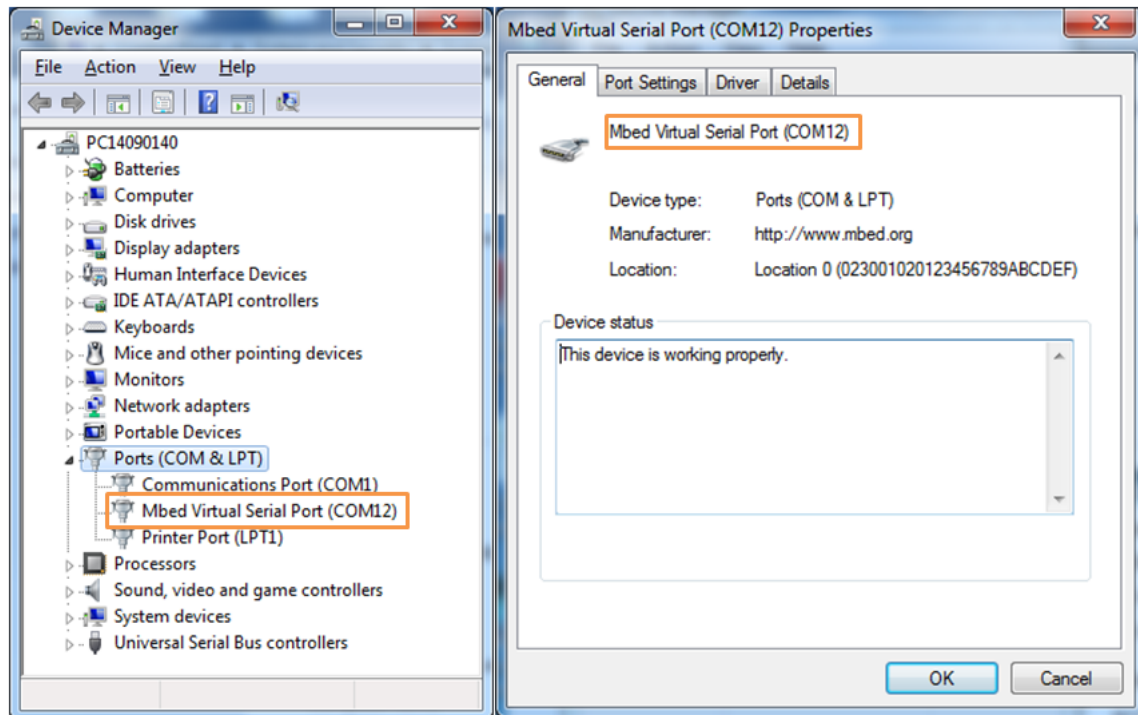 Device Manager
File Action View Help
PC14090140
Batteries
Computer
Disk drives
Display adapters
Human Interface Devices
IDE ATA/ATAPI controllers
Keyboards
Mice and other pointing devices
Monitors
Network adapters
Portable Devices
Ports (COM & LPT)
Communications Port (COM1)
Mbed Virtual Serial Port (COM12)
Printer Port (LPT1)
Processors
Sound, video and game controllers
System devices
Universal Serial Bus controllers
Mbed Virtual Serial Port (COM12) Properties
General Port Settings Driver Details
Mbed Virtual Serial Port (COM12)
Device type: Ports (COM & LPT)
Manufacturer: http://www.mbed.org
Location: Location 0 (023001020123456789ABCDEF)
Device status
This device is working properly.
OK Cancel